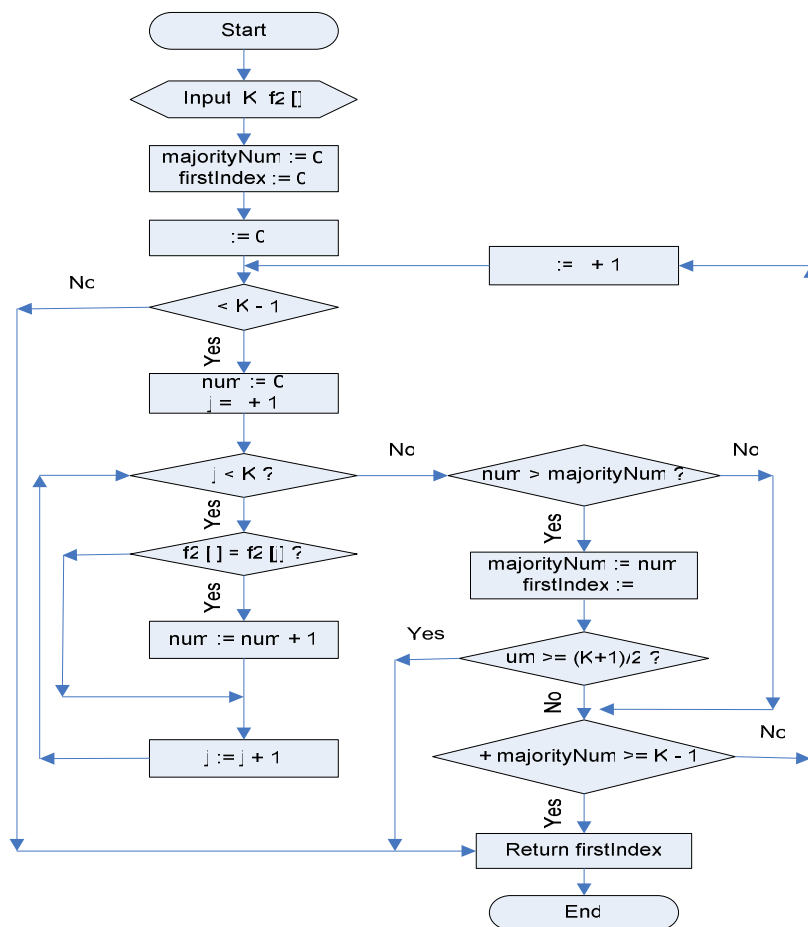 Start
Input K f2 []
majorityNum := 0
firstIndex := 0
:= 0
:= + 1
No
< K - 1
Yes
num := 0
j = + 1
j < K ?
No
num > majorityNum ?
No
Yes
Yes
f2 [ ] = f2 [j] ?
majorityNum := num
firstIndex :=
Yes
num := num + 1
Yes
um >= (K+1)/2 ?
No
j := j + 1
+ majorityNum >= K - 1
No
Yes
Return firstIndex
End